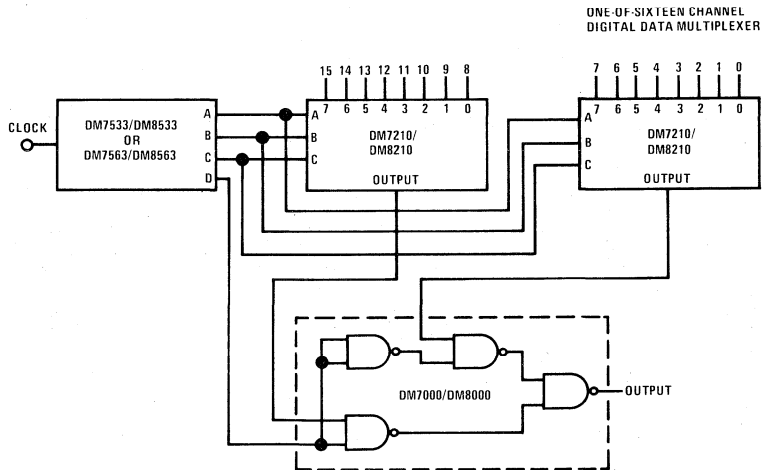 ONE-OF-SIXTEEN CHANNEL
DIGITAL DATA MULTIPLEXER
15 14 13 12 11 10 9 8
7 6 5 4 3 2 1 0
7 6 5 4 3 2 1 0
7 6 5 4 3 2 1 0
CLOCK
DM7533/DM8533
OR
DM7563/DM8563
A
B
C
D
A
B
C
DM7210/
DM8210
OUTPUT
A
B
C
DM7210/
DM8210
OUTPUT
DM7000/DM8000
OUTPUT